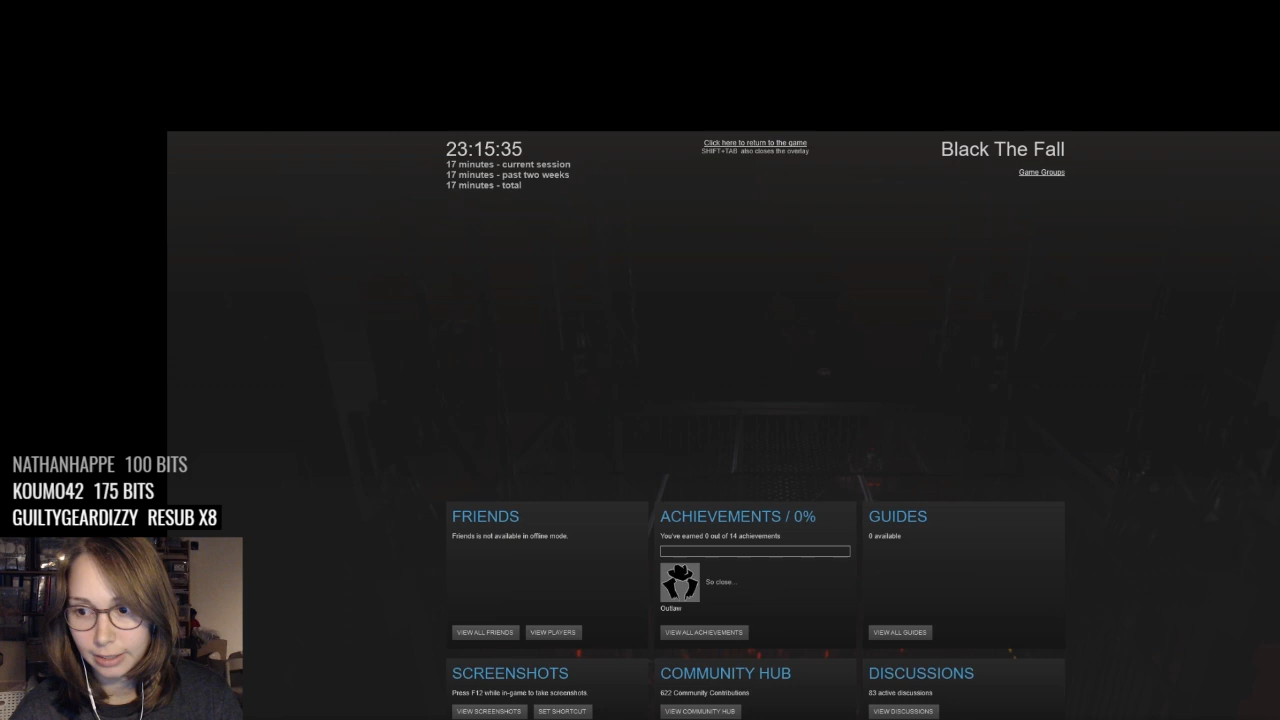 23:15:35
17 minutes - current session
17 minutes - past two weeks
17 minutes - total
Click here to return to the game
SHIFT+TAB also closes the overlay.
Black The Fall
Game Groups
NATHANHAPPE 100 BITS
KOUMO42 175 BITS
GUILTYGEARDIZZY RESUB X8
FRIENDS
Friends is not available in offline mode.
VIEW ALL FRIENDS VIEW PLAYERS
ACHIEVEMENTS / 0%
You've earned 0 out of 14 achievements
So close...
Outlaw
VIEW ALL ACHIEVEMENTS
GUIDES
0 available
VIEW ALL GUIDES
SCREENSHOTS
Press F12 while in-game to take screenshots.
VIEW SCREENSHOTS SET SHORTCUT
COMMUNITY HUB
622 Community Contributions
VIEW COMMUNITY HUB
DISCUSSIONS
83 active discussions
VIEW DISCUSSIONS